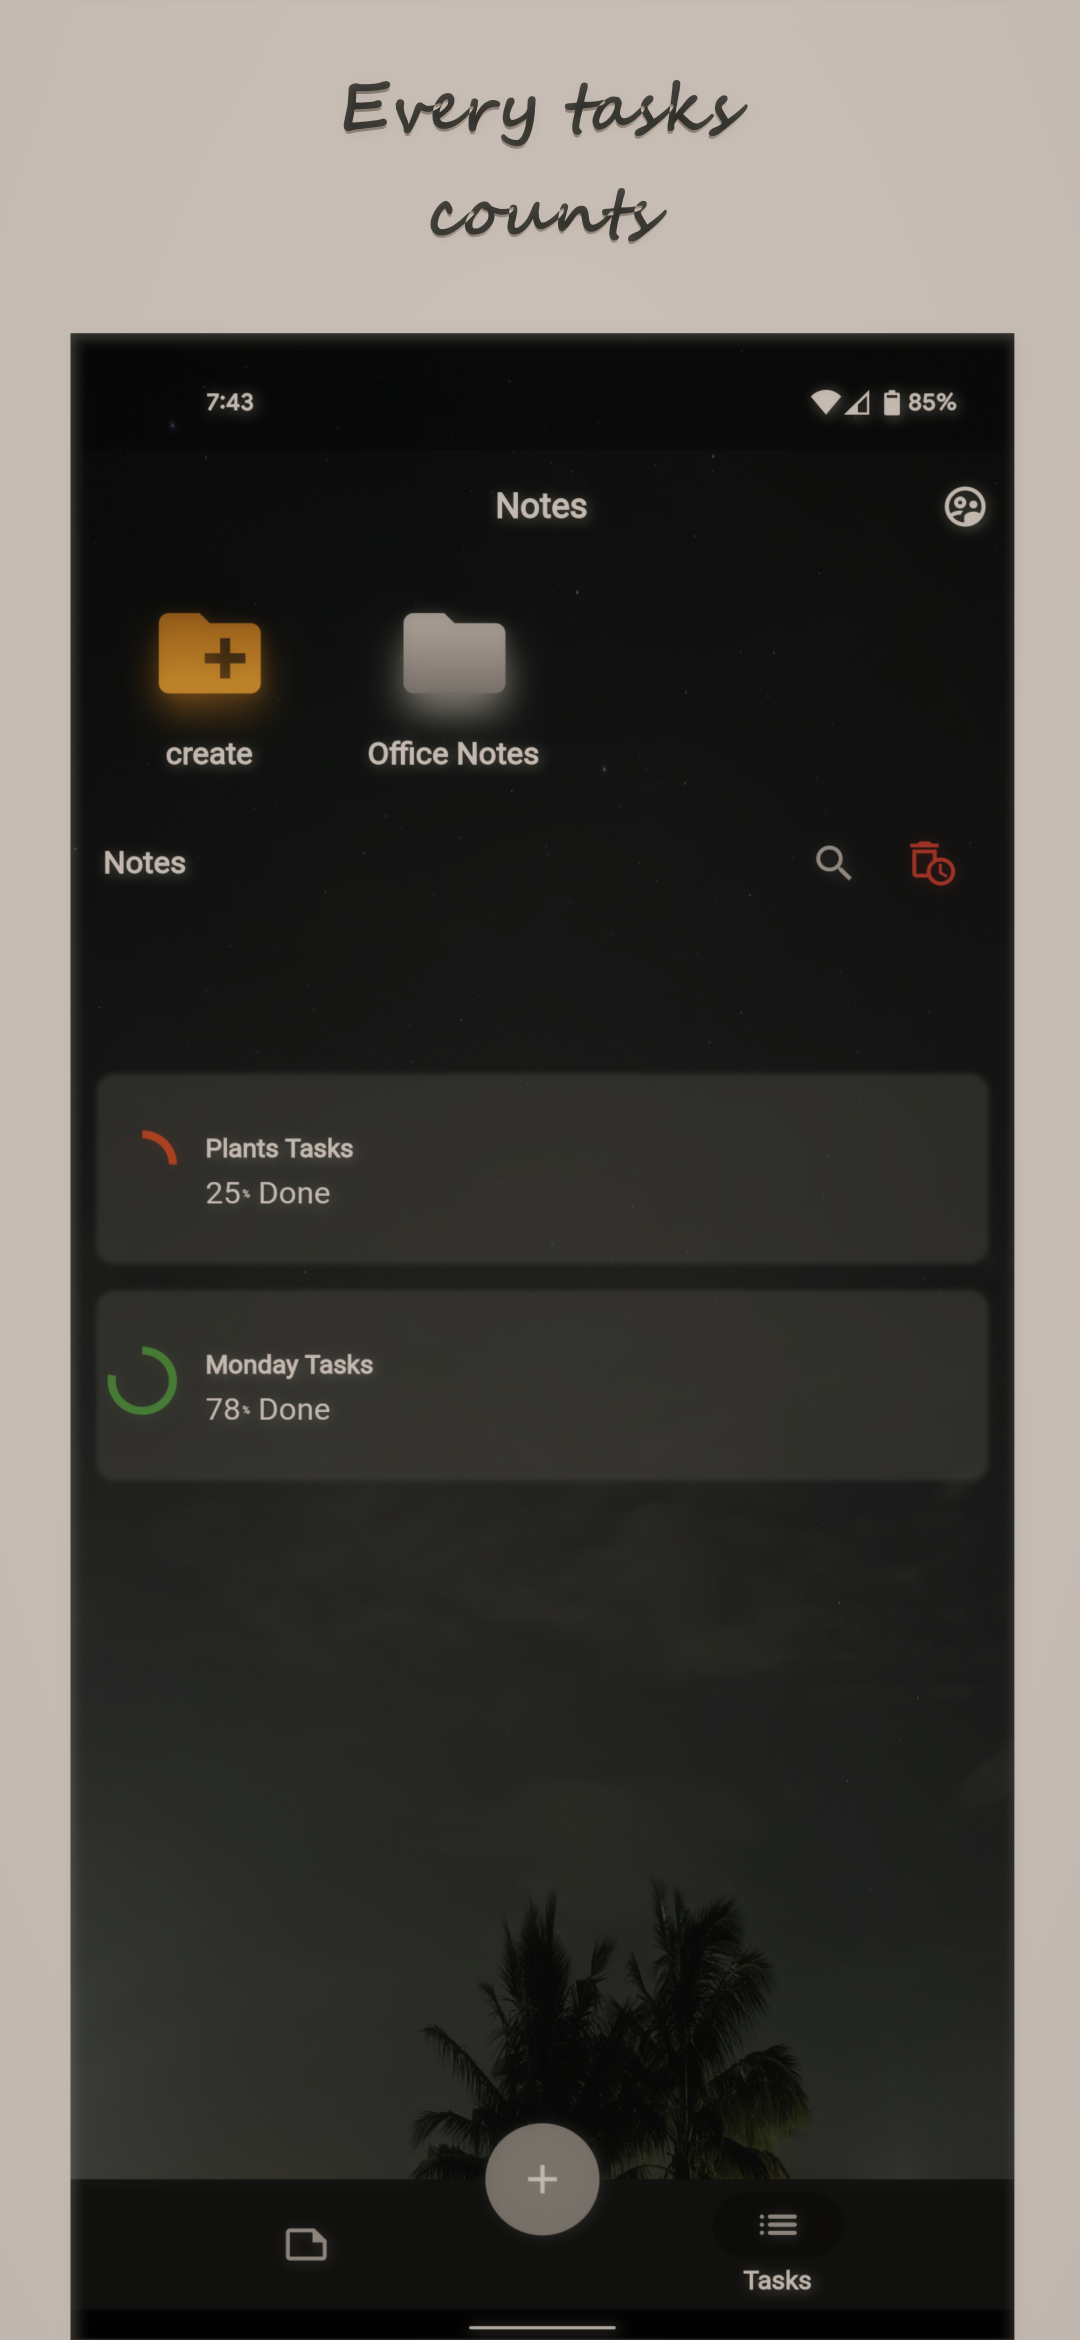 Every tasks
counts
7:43
85%
Notes
create
Office Notes
Notes
Plants Tasks
25% Done
Monday Tasks
78% Done
Tasks